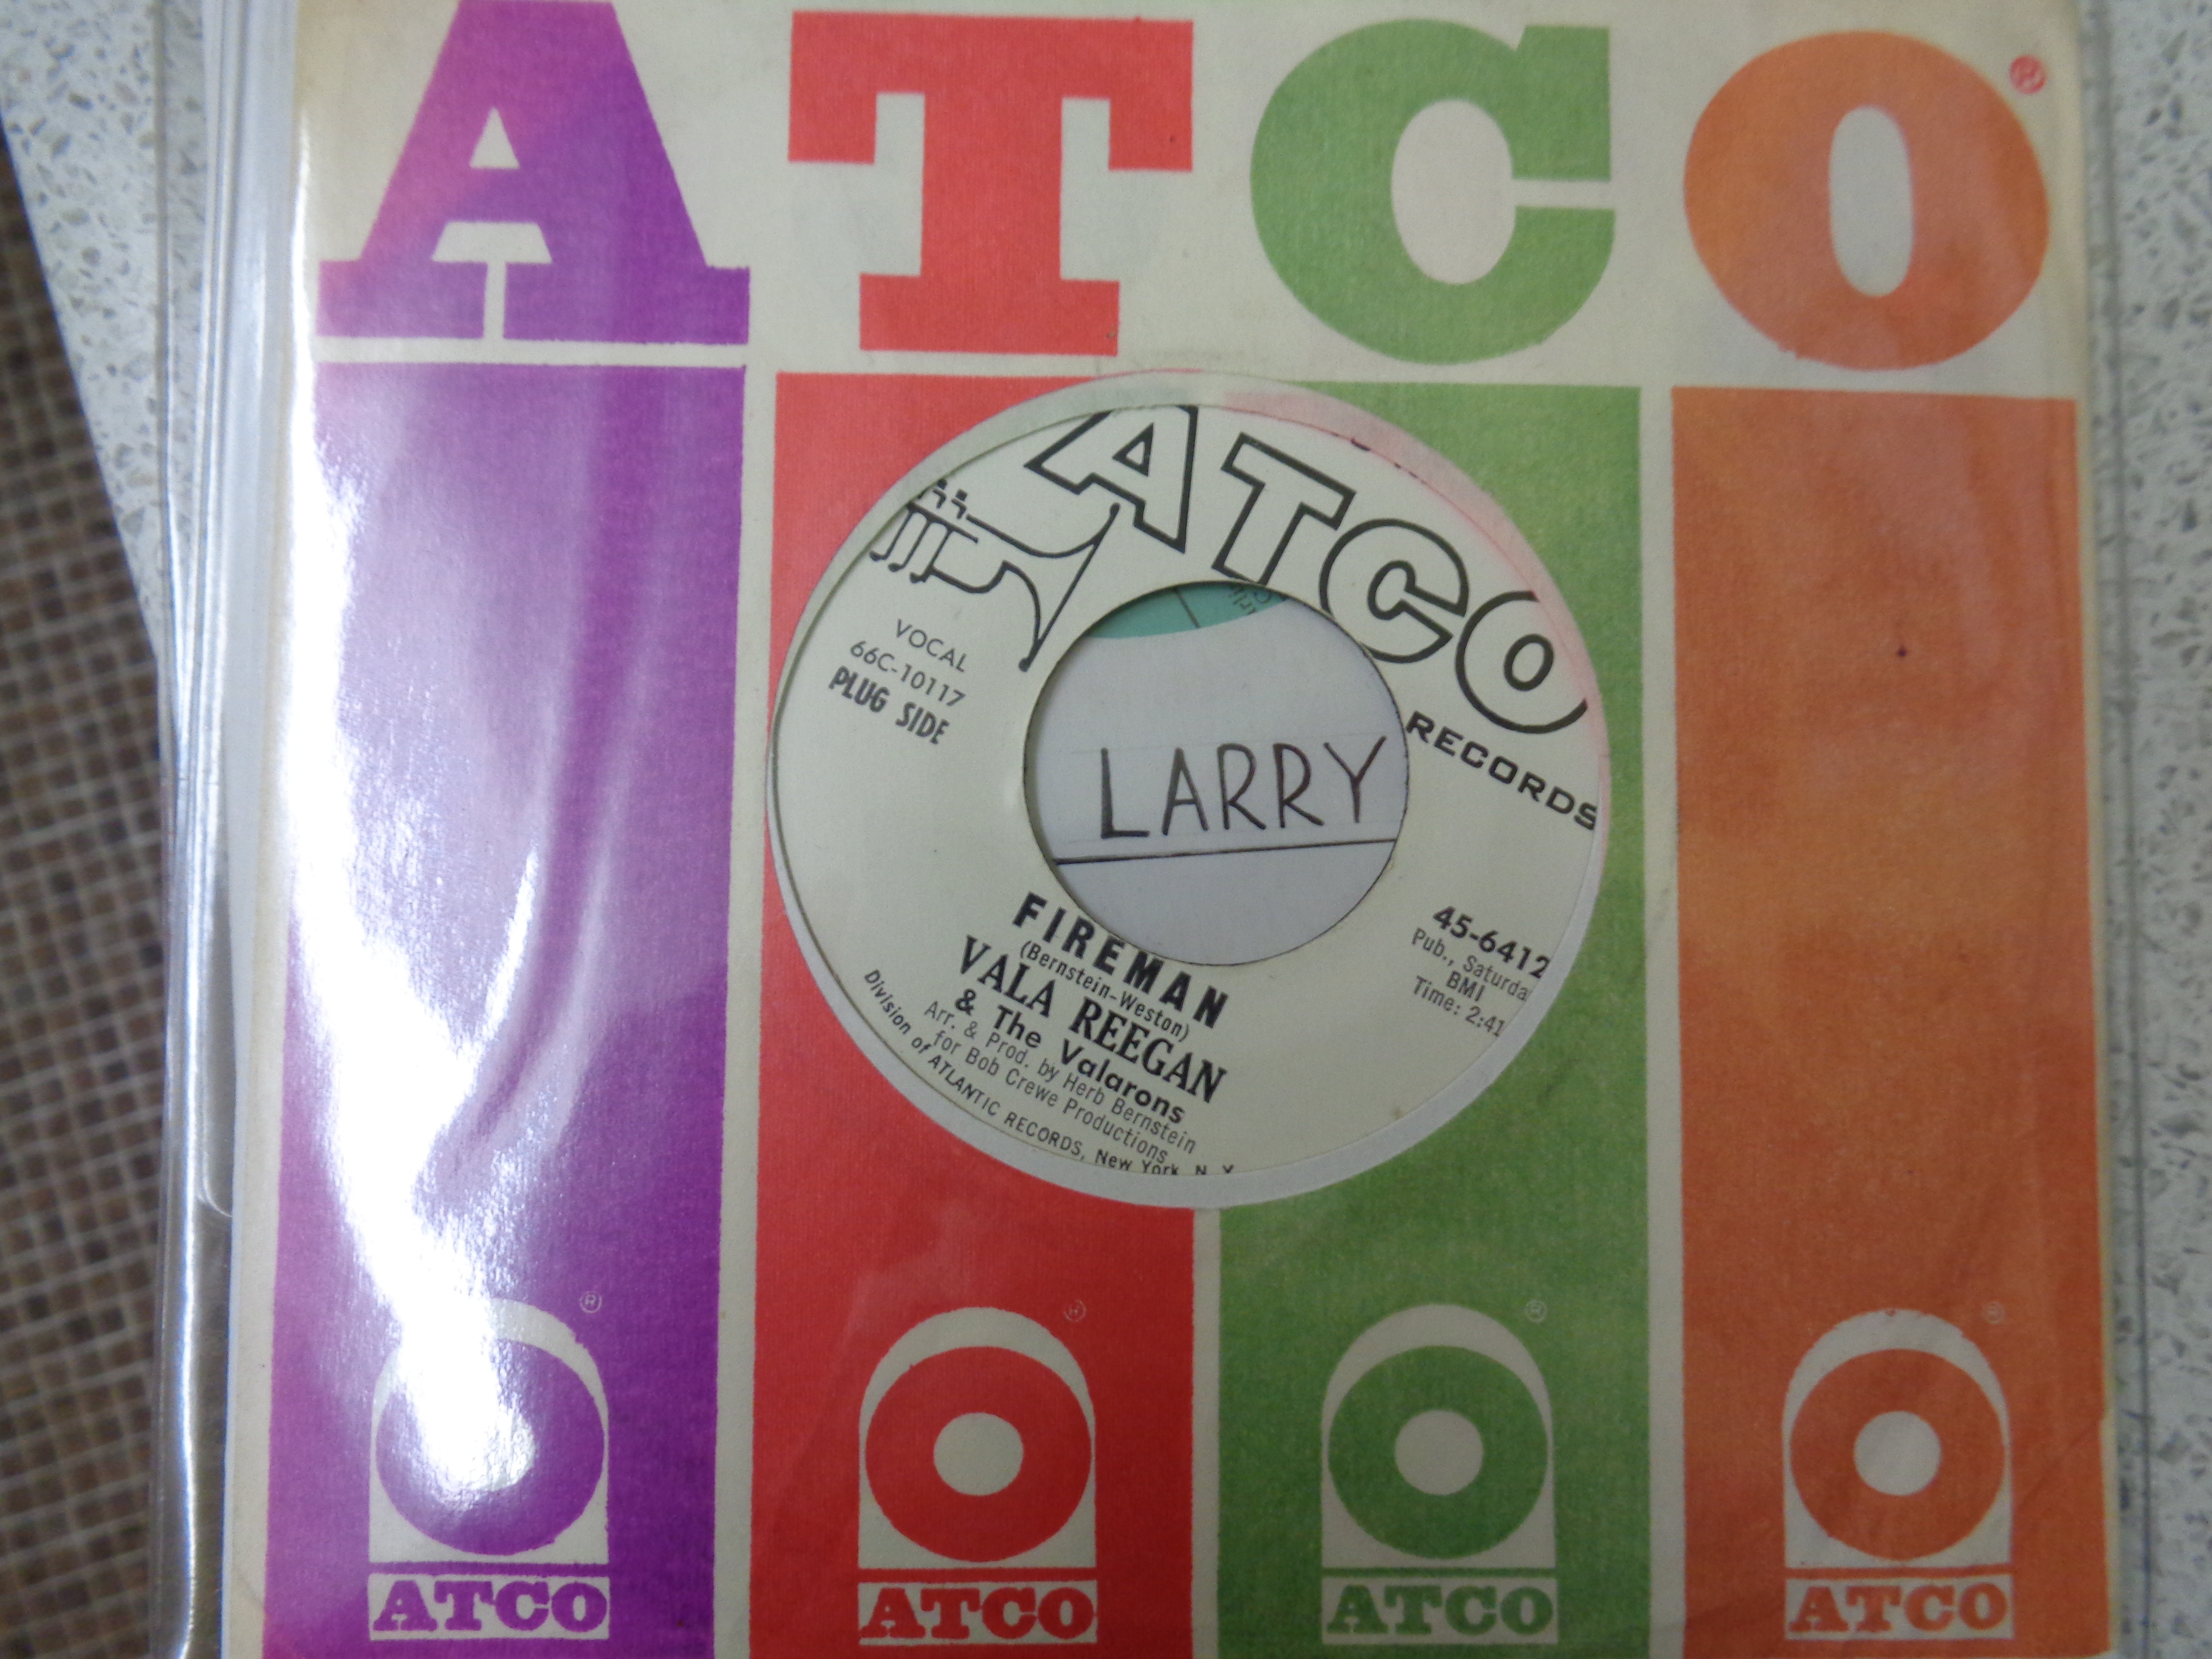 ATCO
®
ATCO
RECORDS
VOCAL
66C-10117
PLUG SIDE
LARRY
45-6412
Pub., Saturda
BMI
Time: 2:41
FIREMAN
(Bernstein-Weston)
VALA REEGAN
& The Valarons
Arr. & Prod. by Herb Bernstein
for Bob Crewe Productions
Division of ATLANTIC RECORDS, New York, N. Y.
® ® ® ®
ATCO ATCO ATCO ATCO